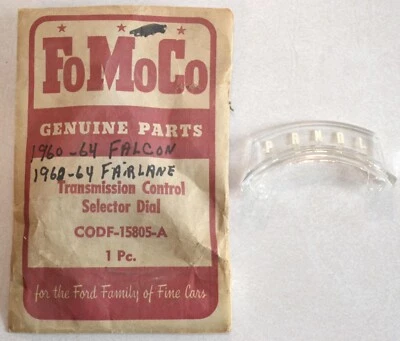 FoMoCo
GENUINE PARTS
1960-64 FALCON
1960-64 FAIRLANE
Transmission Control
Selector Dial
CODF-15805-A
1 Pc.
for the Ford Family of Fine Cars
P R N D L